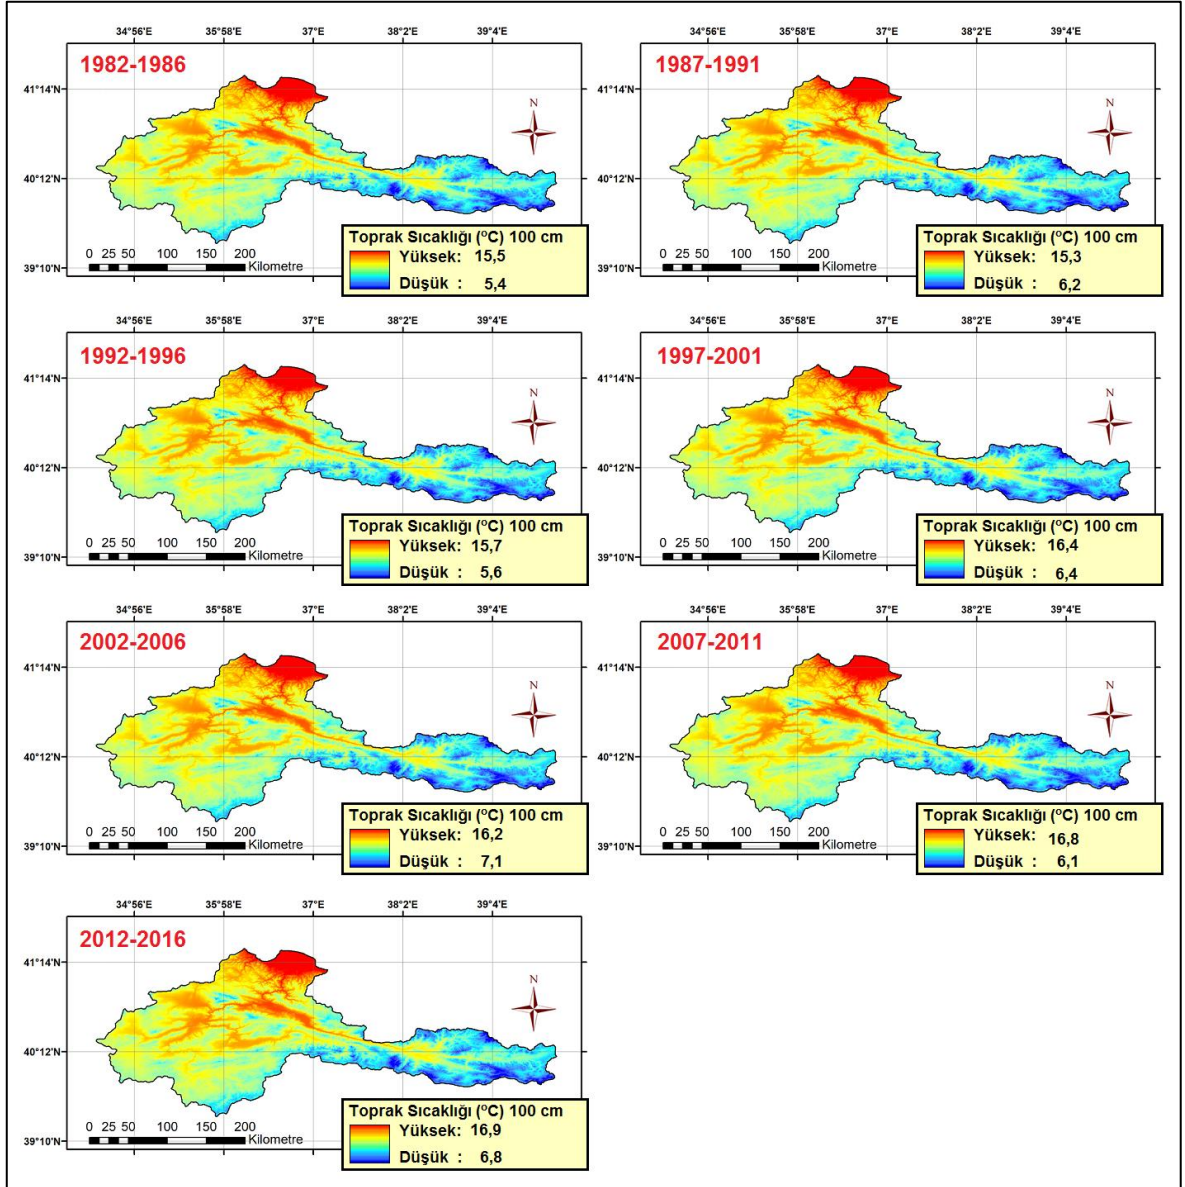 34°56'E 35°58'E 37°E 38°2'E 39°4'E
1982-1986
41°14'N
40°12'N
39°10'N
N
0 25 50 100 150 200
Kilometre
Toprak Sıcaklığı (°C) 100 cm
Yüksek: 15,5
Düşük : 5,4
34°56'E 35°58'E 37°E 38°2'E 39°4'E
1987-1991
41°14'N
40°12'N
39°10'N
N
0 25 50 100 150 200
Kilometre
Toprak Sıcaklığı (°C) 100 cm
Yüksek: 15,3
Düşük : 6,2
34°56'E 35°58'E 37°E 38°2'E 39°4'E
1992-1996
41°14'N
40°12'N
39°10'N
N
0 25 50 100 150 200
Kilometre
Toprak Sıcaklığı (°C) 100 cm
Yüksek: 15,7
Düşük : 5,6
34°56'E 35°58'E 37°E 38°2'E 39°4'E
1997-2001
41°14'N
40°12'N
39°10'N
N
0 25 50 100 150 200
Kilometre
Toprak Sıcaklığı (°C) 100 cm
Yüksek: 16,4
Düşük : 6,4
34°56'E 35°58'E 37°E 38°2'E 39°4'E
2002-2006
41°14'N
40°12'N
39°10'N
N
0 25 50 100 150 200
Kilometre
Toprak Sıcaklığı (°C) 100 cm
Yüksek: 16,2
Düşük : 7,1
34°56'E 35°58'E 37°E 38°2'E 39°4'E
2007-2011
41°14'N
40°12'N
39°10'N
N
0 25 50 100 150 200
Kilometre
Toprak Sıcaklığı (°C) 100 cm
Yüksek: 16,8
Düşük : 6,1
34°56'E 35°58'E 37°E 38°2'E 39°4'E
2012-2016
41°14'N
40°12'N
39°10'N
N
0 25 50 100 150 200
Kilometre
Toprak Sıcaklığı (°C) 100 cm
Yüksek: 16,9
Düşük : 6,8